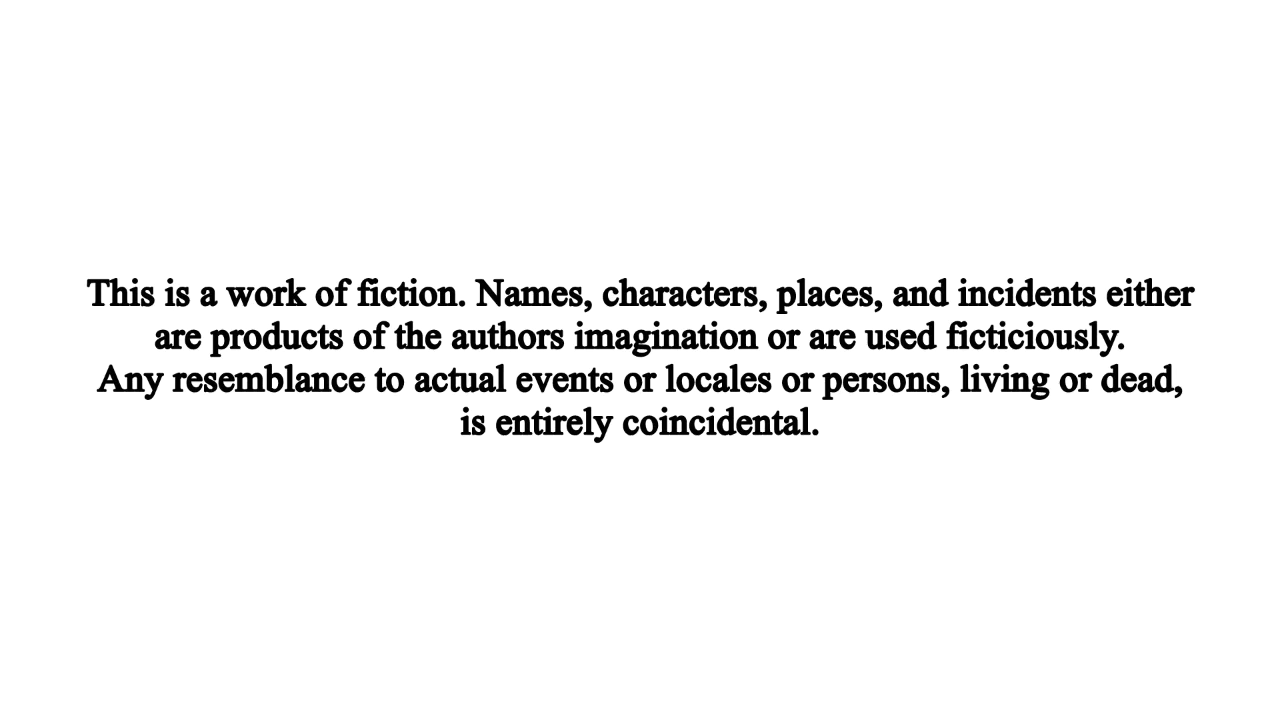 This is a work of fiction. Names, characters, places, and incidents either
are products of the authors imagination or are used ficticiously.
Any resemblance to actual events or locales or persons, living or dead,
is entirely coincidental.